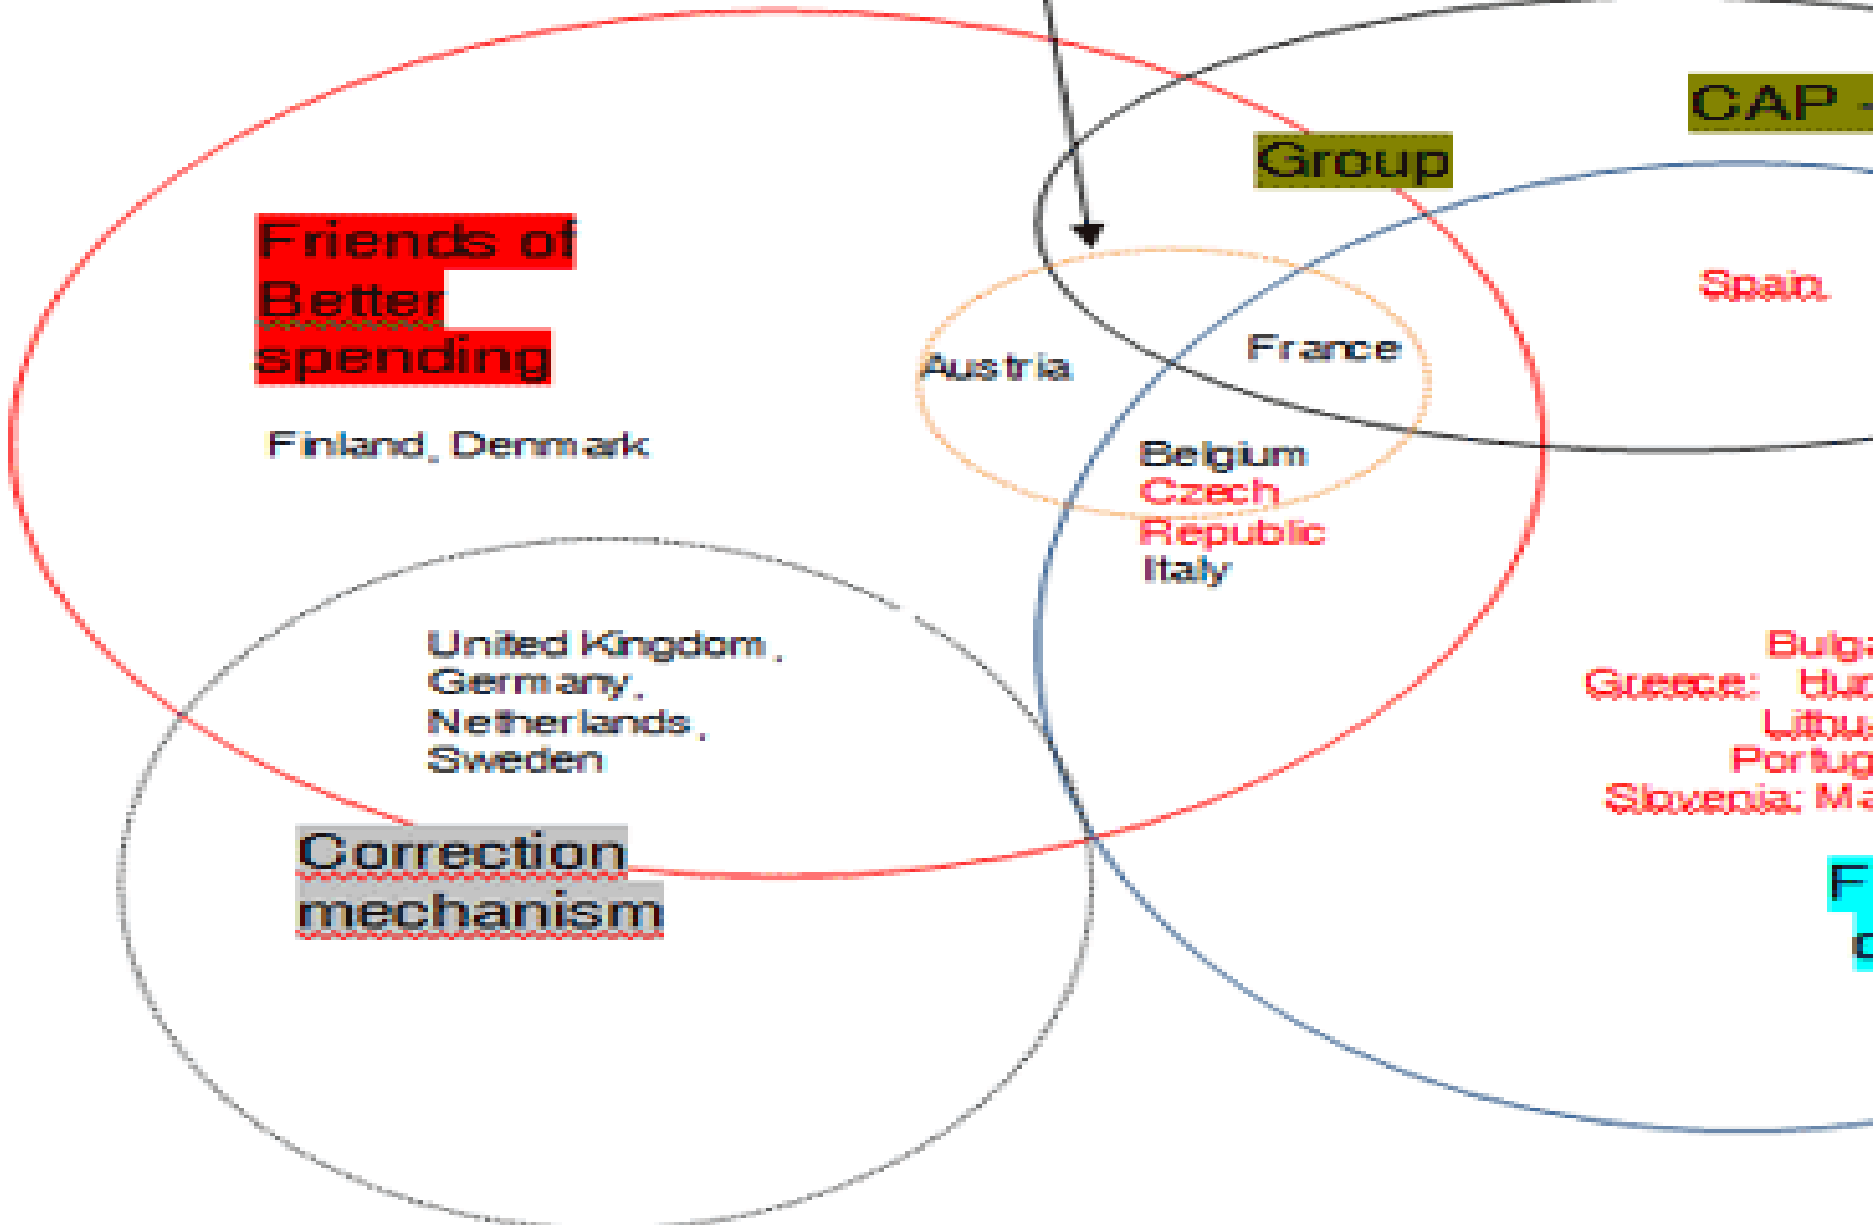 CAP -
Group
Friends of
Better
spending
Spain.
France
Austria
Finland, Denmark
Belgium
Czech
Republic
Italy
United Kingdom,
Germany,
Netherlands,
Sweden
Greece:
Slovenia:
Correction
mechanism
F